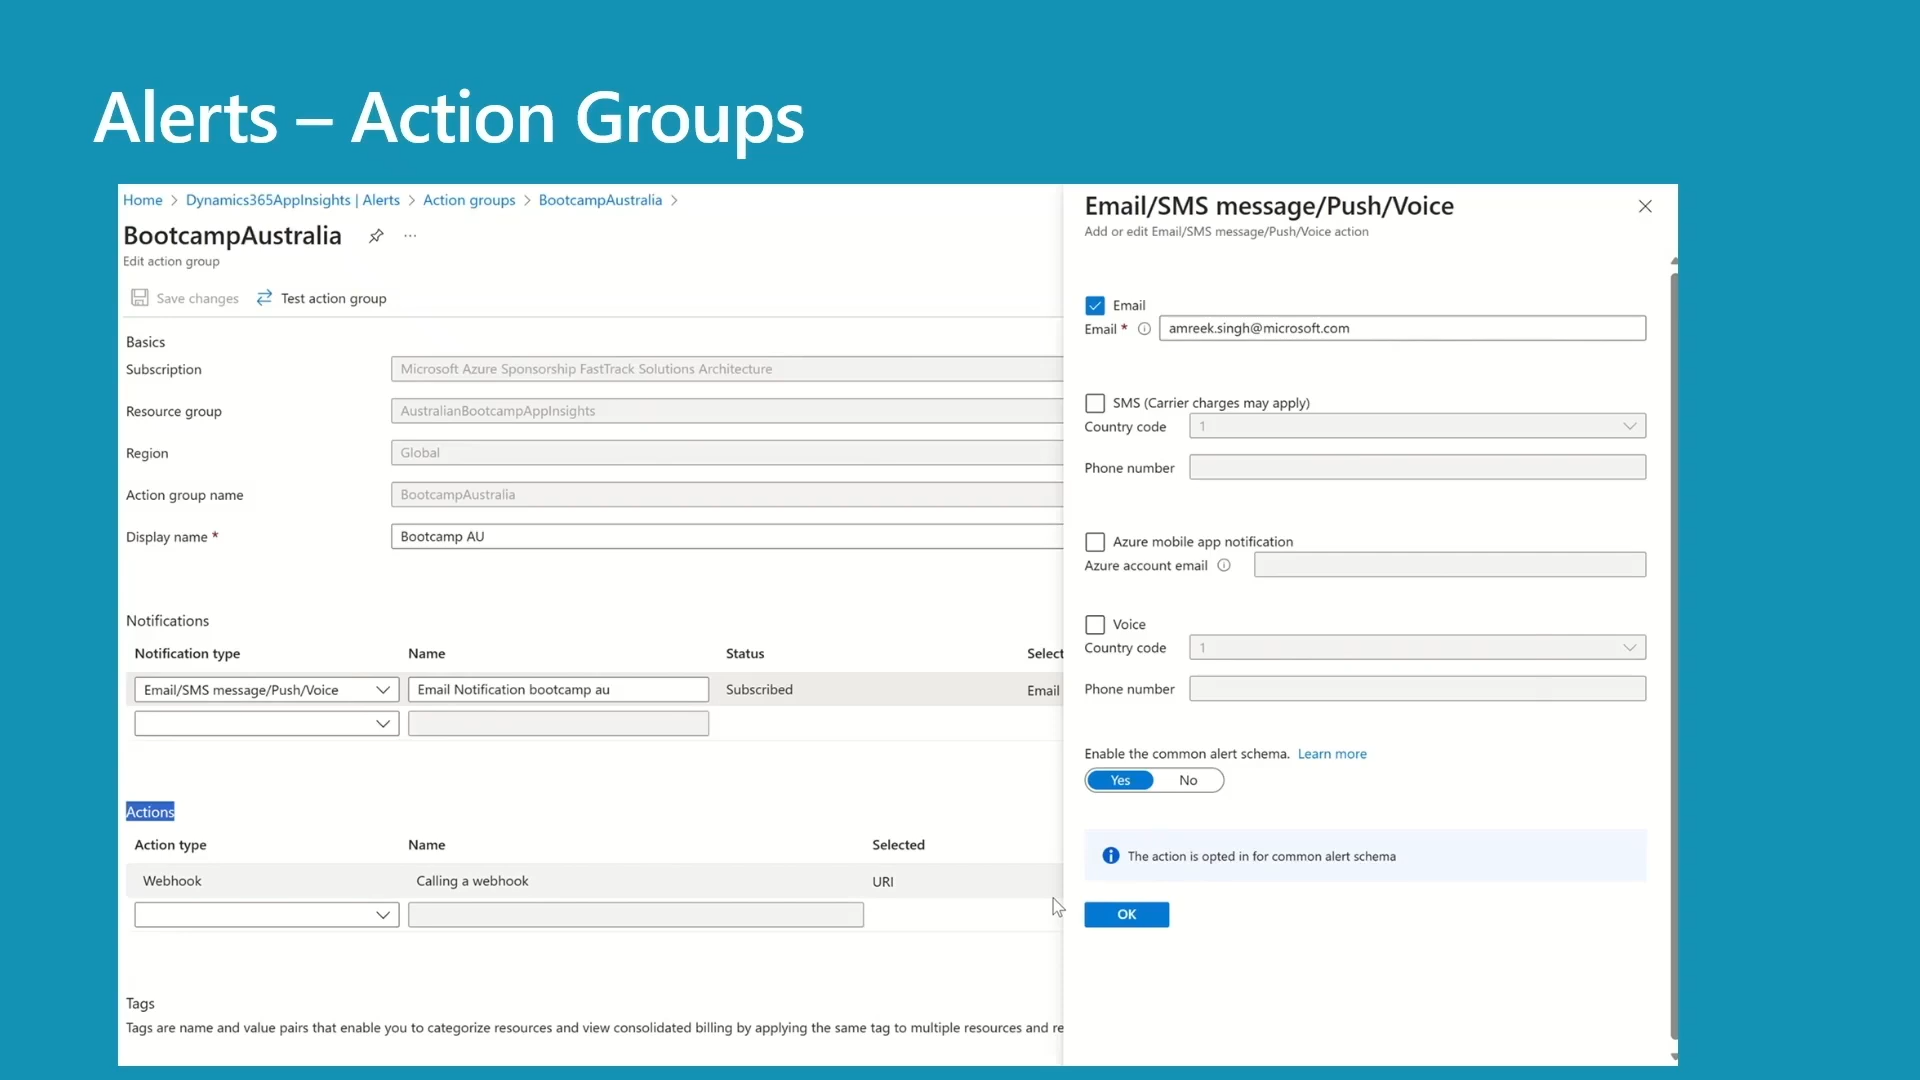 Alerts – Action Groups
Home > Dynamics365AppInsights | Alerts > Action groups > BootcampAustralia >
BootcampAustralia ...
Edit action group
Save changes Test action group
Basics
Subscription Microsoft Azure Sponsorship FastTrack Solutions Architecture
Resource group AustralianBootcampAppInsights
Region Global
Action group name BootcampAustralia
Display name * Bootcamp AU
Notifications
Notification type Name Status Select
Email/SMS message/Push/Voice Email Notification bootcamp au Subscribed Email
Actions
Action type Name Selected
Webhook Calling a webhook URI
Tags
Tags are name and value pairs that enable you to categorize resources and view consolidated billing by applying the same tag to multiple resources and re
Email/SMS message/Push/Voice
Add or edit Email/SMS message/Push/Voice action
Email
Email * amreek.singh@microsoft.com
SMS (Carrier charges may apply)
Country code 1
Phone number
Azure mobile app notification
Azure account email
Voice
Country code 1
Phone number
Enable the common alert schema. Learn more
Yes No
The action is opted in for common alert schema
OK